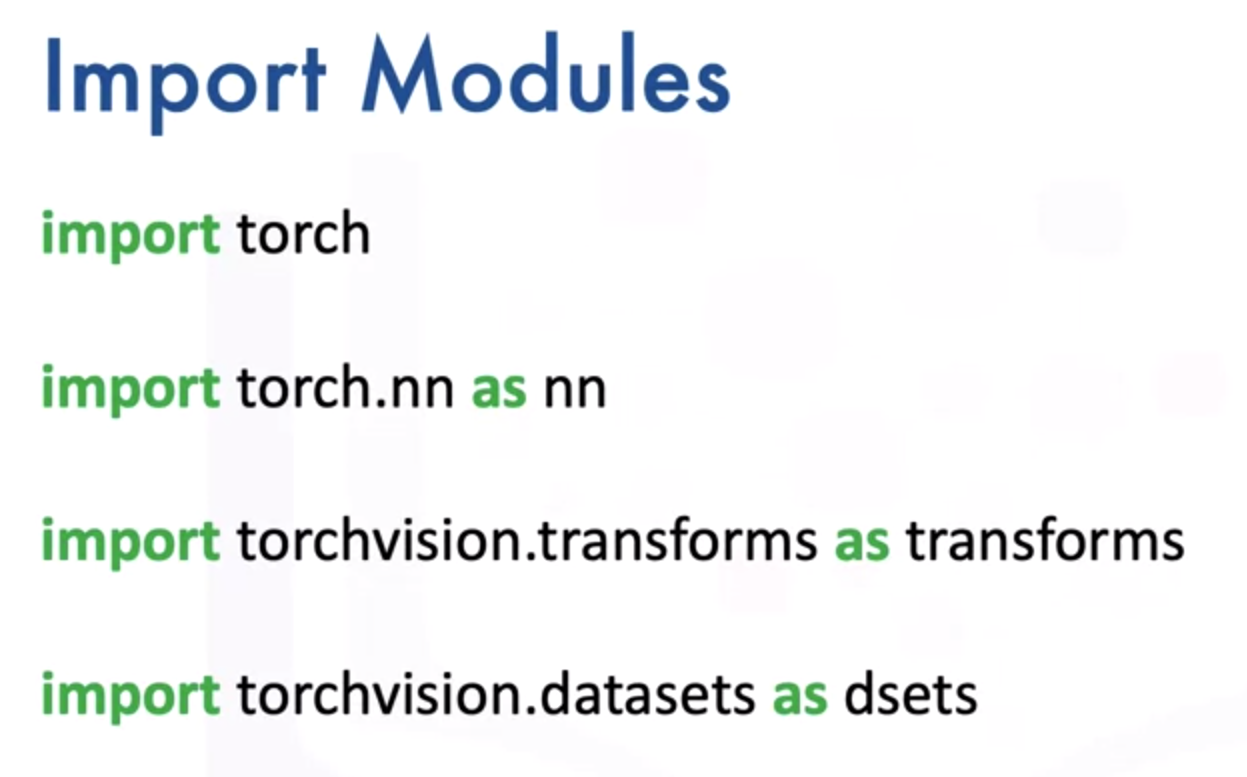 Import Modules
import torch
import torch.nn as nn
import torchvision.transforms as transforms
import torchvision.datasets as dsets